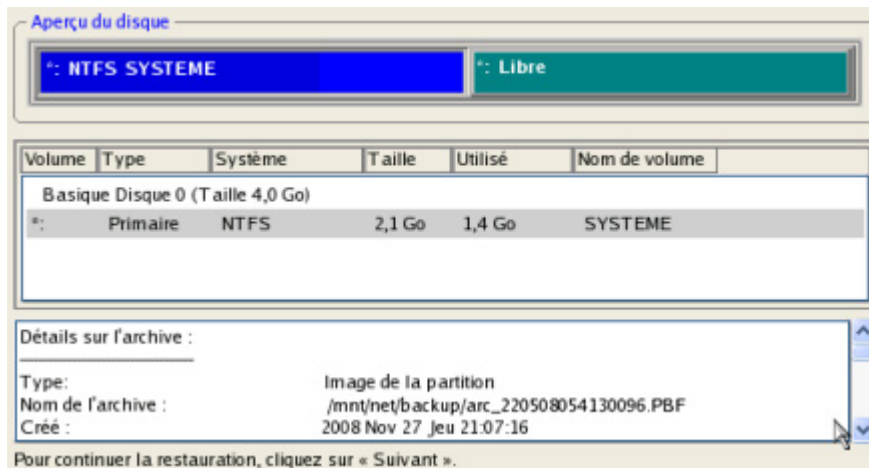 Aperçu du disque
*: NTFS SYSTEME *: Libre
Volume Type Système Taille Utilisé Nom de volume
Basique Disque 0 (Taille 4,0 Go)
*: Primaire NTFS 2,1 Go 1,4 Go SYSTEME
Détails sur l'archive :
Type: Image de la partition
Nom de l'archive : /mnt/net/backup/arc_220508054130096.PBF
Créé : 2008 Nov 27 Jeu 21:07:16
Pour continuer la restauration, cliquez sur « Suivant ».